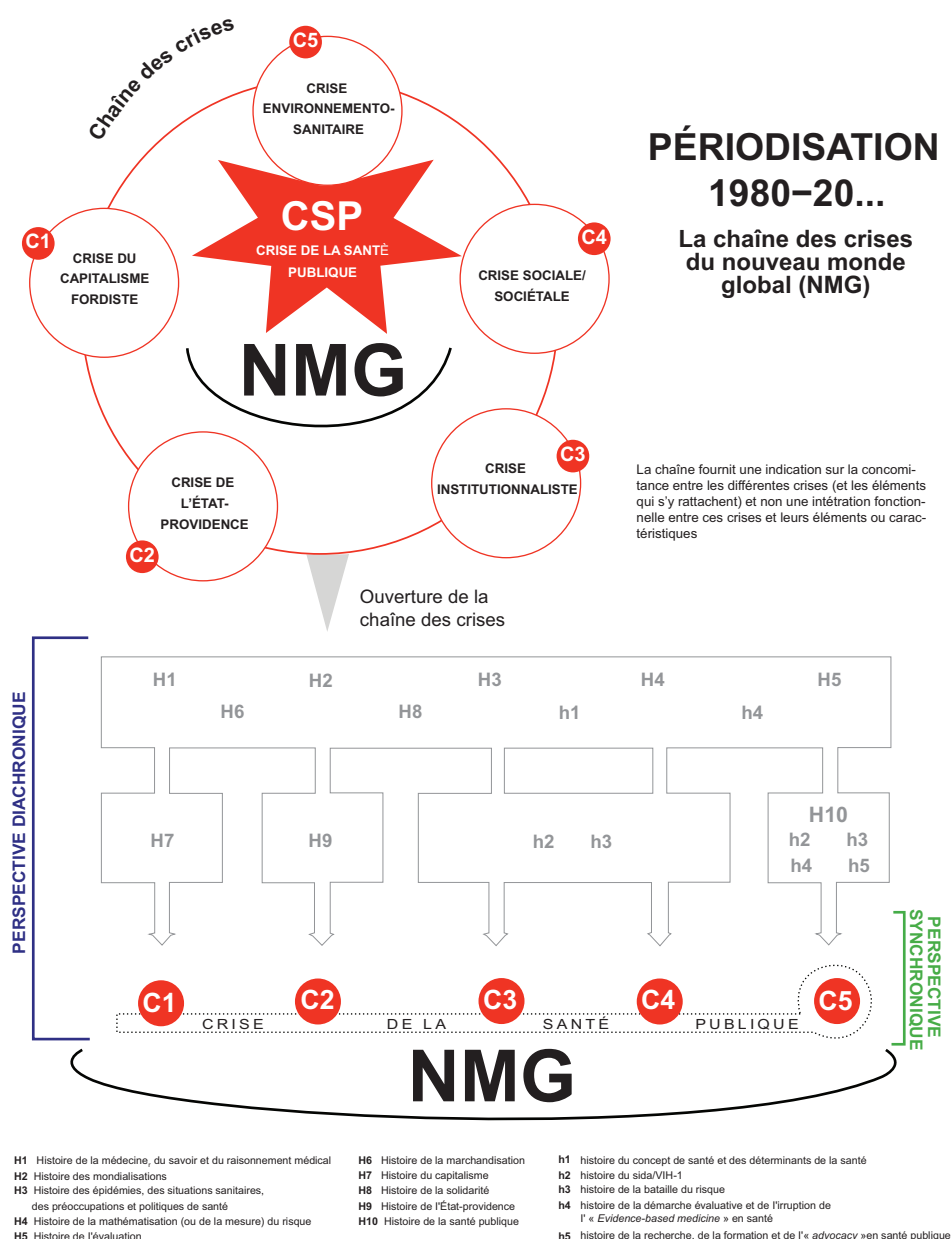 Chaîne des crises
C5
CRISE
ENVIRONNEMENTO-
SANITAIRE
PÉRIODISATION
1980–20...
La chaîne des crises
du nouveau monde
global (NMG)
CSP
CRISE DE LA SANTÈ
PUBLIQUE
C1
CRISE DU
CAPITALISME
FORDISTE
C4
CRISE SOCIALE/
SOCIÉTALE
NMG
C3
CRISE
INSTITUTIONNALISTE
C2
CRISE DE
L'ÉTAT-
PROVIDENCE
La chaîne fournit une indication sur la concomi-
tance entre les différentes crises (et les éléments
qui s'y rattachent) et non une intétration fonction-
nelle entre ces crises et leurs éléments ou carac-
téristiques
Ouverture de la
chaîne des crises
PERSPECTIVE DIACHRONIQUE
H1 H2 H3 H4 H5
H6 H8 h1 h4
H7 H9 h2 h3
H10
h2 h3
h4 h5
PERSPECTIVE
SYNCHRONIQUE
C1 C2 C3 C4 C5
CRISE DE LA SANTÉ PUBLIQUE
NMG
H1 Histoire de la médecine, du savoir et du raisonnement médical
H2 Histoire des mondialisations
H3 Histoire des épidémies, des situations sanitaires,
des préoccupations et politiques de santé
H4 Histoire de la mathématisation (ou de la mesure) du risque
H5 Histoire de l'évaluation
H6 Histoire de la marchandisation
H7 Histoire du capitalisme
H8 Histoire de la solidarité
H9 Histoire de l'État-providence
H10 Histoire de la santé publique
h1 histoire du concept de santé et des déterminants de la santé
h2 histoire du sida/VIH-1
h3 histoire de la bataille du risque
h4 histoire de la démarche évaluative et de l'irruption de
l' « Evidence-based medicine » en santé
h5 histoire de la recherche, de la formation et de l'« advocacy »en santé publique